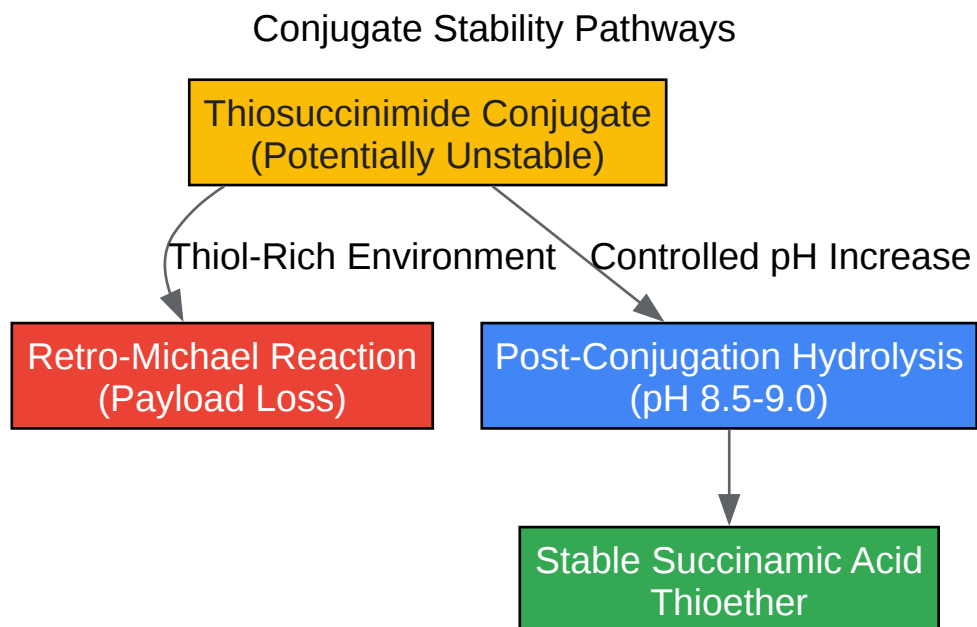 Conjugate Stability Pathways
Thiosuccinimide Conjugate
(Potentially Unstable)
Thiol-Rich Environment
Controlled pH Increase
Retro-Michael Reaction
(Payload Loss)
Post-Conjugation Hydrolysis
(pH 8.5-9.0)
Stable Succinamic Acid
Thioether